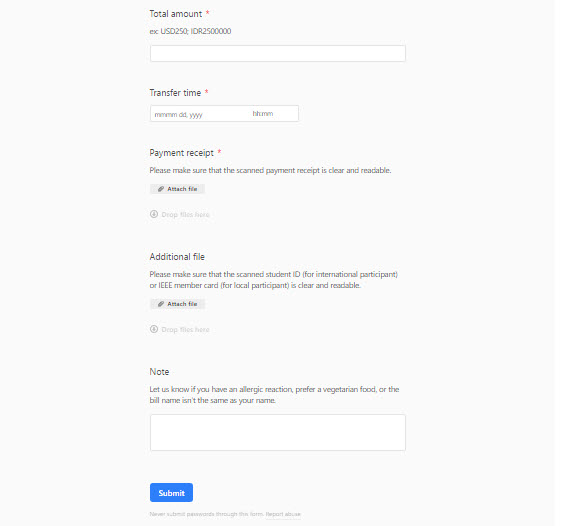 Total amount *
ex: USD250; IDR2500000
Transfer time *
mmmm dd, yyyy hh:mm
Payment receipt *
Please make sure that the scanned payment receipt is clear and readable.
Attach file
Drop files here
Additional file
Please make sure that the scanned student ID (for international participant)
or IEEE member card (for local participant) is clear and readable.
Attach file
Drop files here
Note
Let us know if you have an allergic reaction, prefer a vegetarian food, or the
bill name isn't the same as your name.
Submit
Never submit passwords through this form. Report abuse